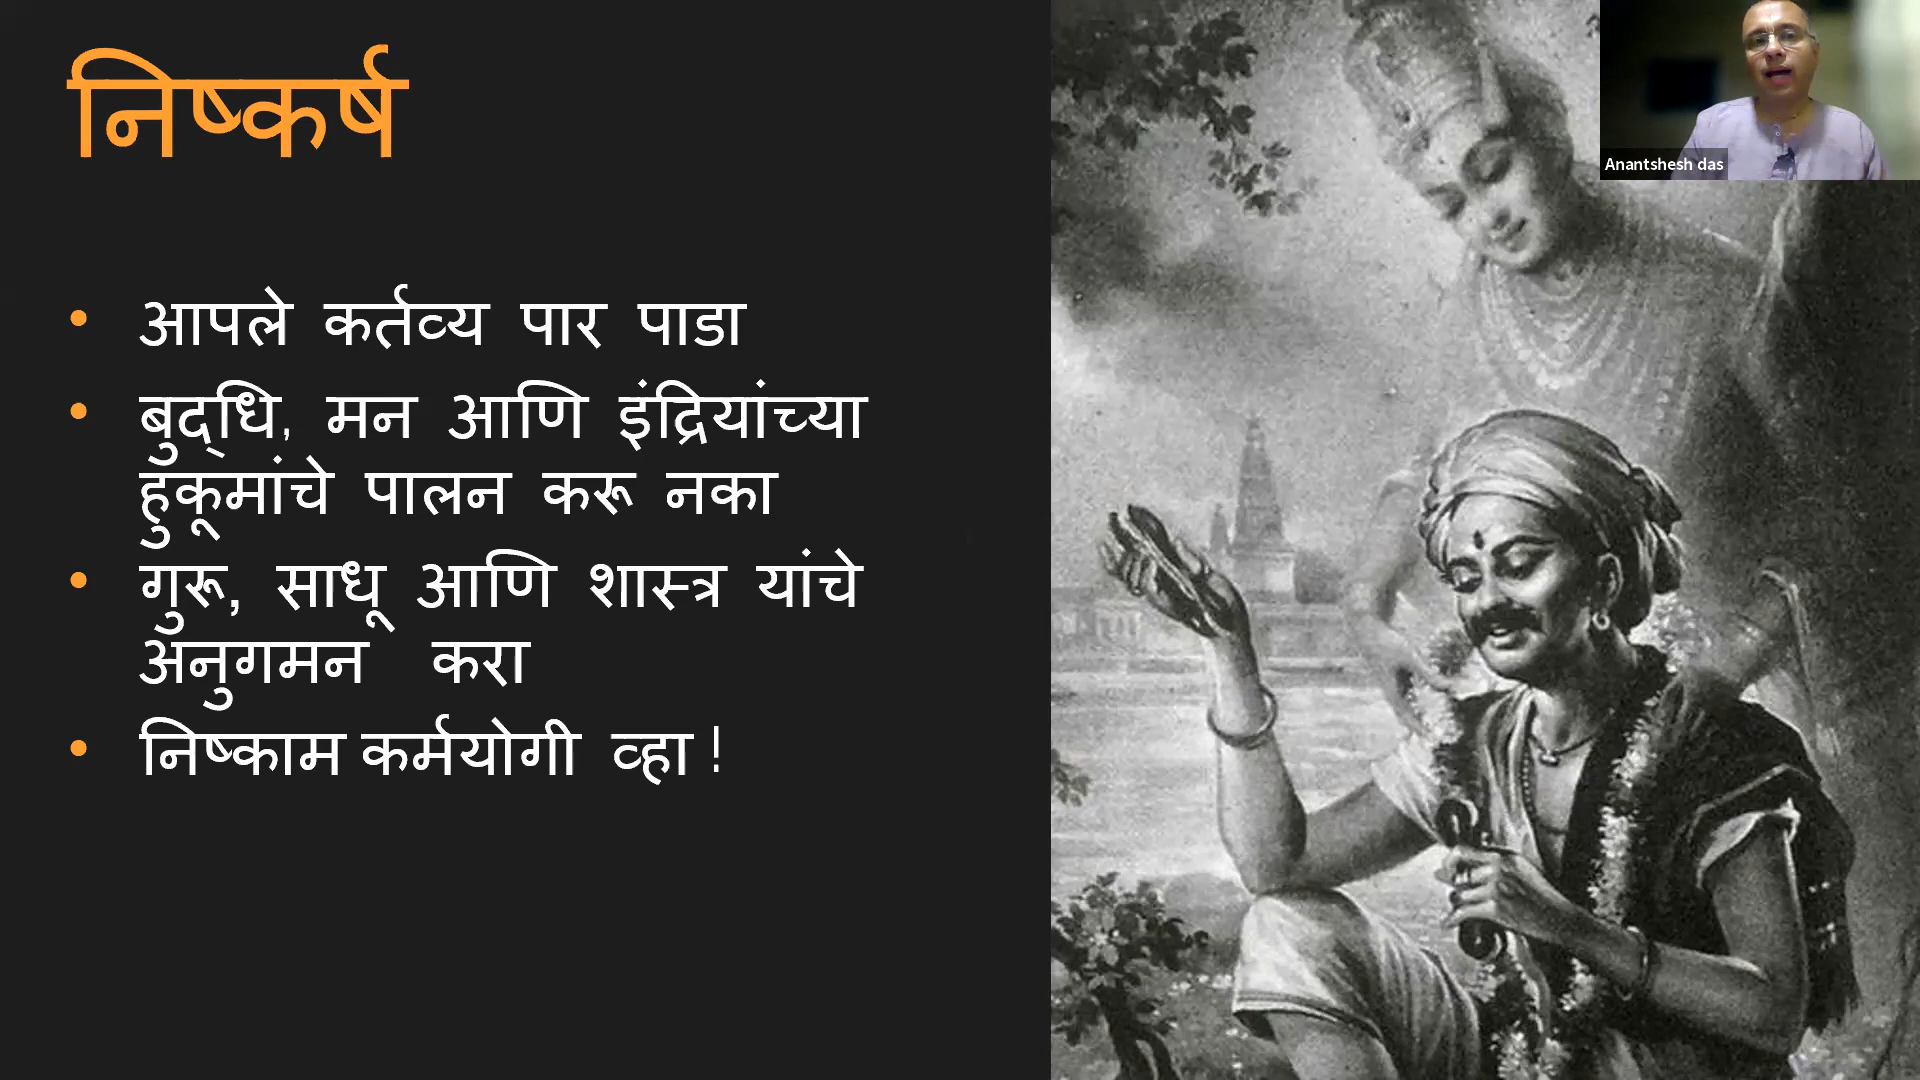 निष्कर्ष
Anantshesh das
• आपले कर्तव्य पार पाडा
• बुद्‌धि, मन आणि इंद्रियांच्या
हुकूमांचे पालन करू नका
• गुरू, साधू आणि शास्त्र यांचे
अनुगमन करा
• निष्काम कर्मयोगी व्हा !